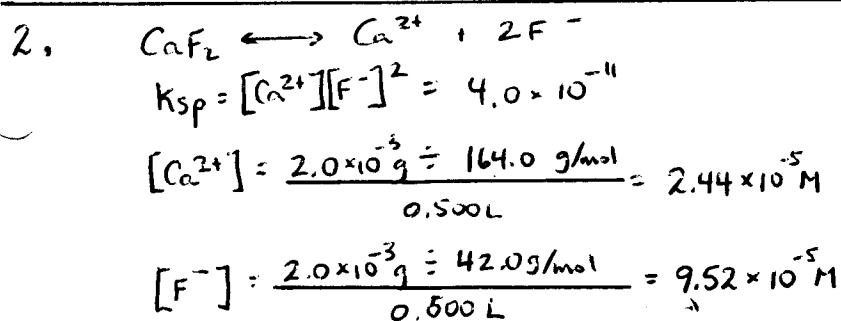 2, CaF₂ ⟷ Ca²⁺ + 2F⁻
Ksp = [Ca²⁺][F⁻]² = 4.0 × 10⁻¹¹
[Ca²⁺] = 2.0×10⁻³g ÷ 164.0 g/mol = 2.44 × 10⁻⁵ M
0.500L
[F⁻] = 2.0×10⁻³g ÷ 42.0g/mol = 9.52 × 10⁻⁵ M
0.500 L